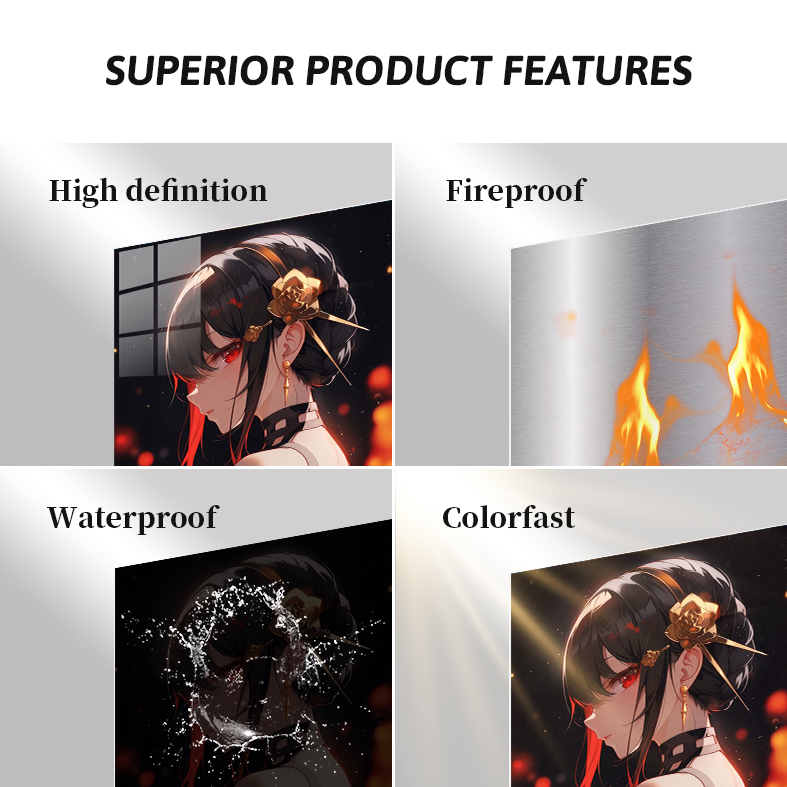 SUPERIOR PRODUCT FEATURES
High definition
Fireproof
Waterproof
Colorfast